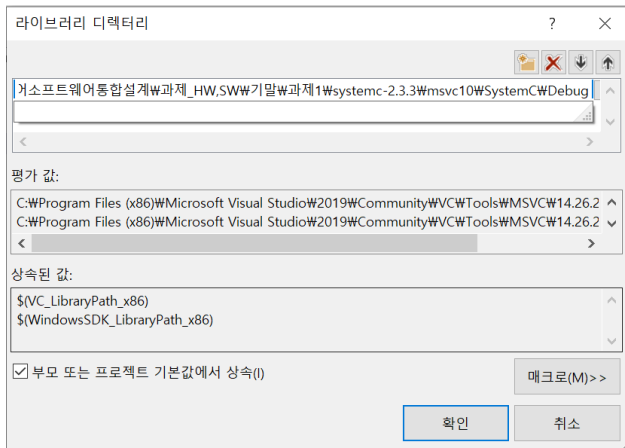 라이브러리 디렉터리
어소프트웨어통합설계₩과제_HW,SW₩기말₩과제1₩systemc-2.3.3₩msvc10₩SystemC₩Debug
평가 값:
C:₩Program Files (x86)₩Microsoft Visual Studio₩2019₩Community₩VC₩Tools₩MSVC₩14.26.2
C:₩Program Files (x86)₩Microsoft Visual Studio₩2019₩Community₩VC₩Tools₩MSVC₩14.26.2
상속된 값:
$(VC_LibraryPath_x86)
$(WindowsSDK_LibraryPath_x86)
부모 또는 프로젝트 기본값에서 상속(I)
매크로(M)>>
확인
취소